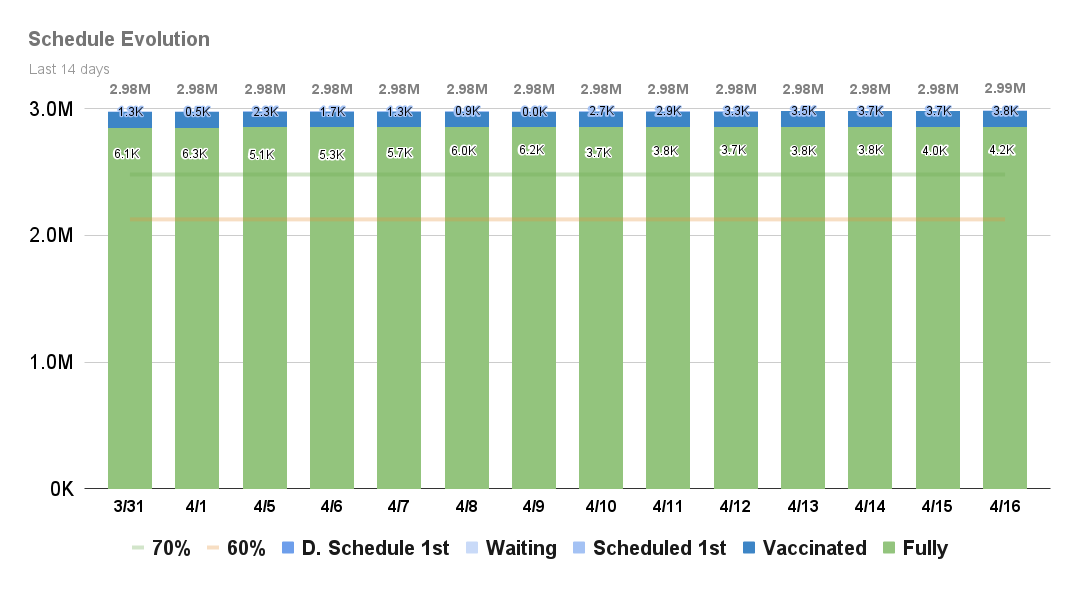 Schedule Evolution
Last 14 days
2.98M 2.98M 2.98M 2.98M 2.98M 2.98M 2.98M 2.98M 2.98M 2.98M 2.98M 2.98M 2.98M 2.99M
3.0M
1.3K 0.5K 2.3K 1.7K 1.3K 0.9K 0.0K 2.7K 2.9K 3.3K 3.5K 3.7K 3.7K 3.8K
6.1K 6.3K 5.1K 5.3K 5.7K 6.0K 6.2K 3.7K 3.8K 3.7K 3.8K 3.8K 4.0K 4.2K
2.0M
1.0M
0K
3/31 4/1 4/5 4/6 4/7 4/8 4/9 4/10 4/11 4/12 4/13 4/14 4/15 4/16
70% 60% D. Schedule 1st Waiting Scheduled 1st Vaccinated Fully